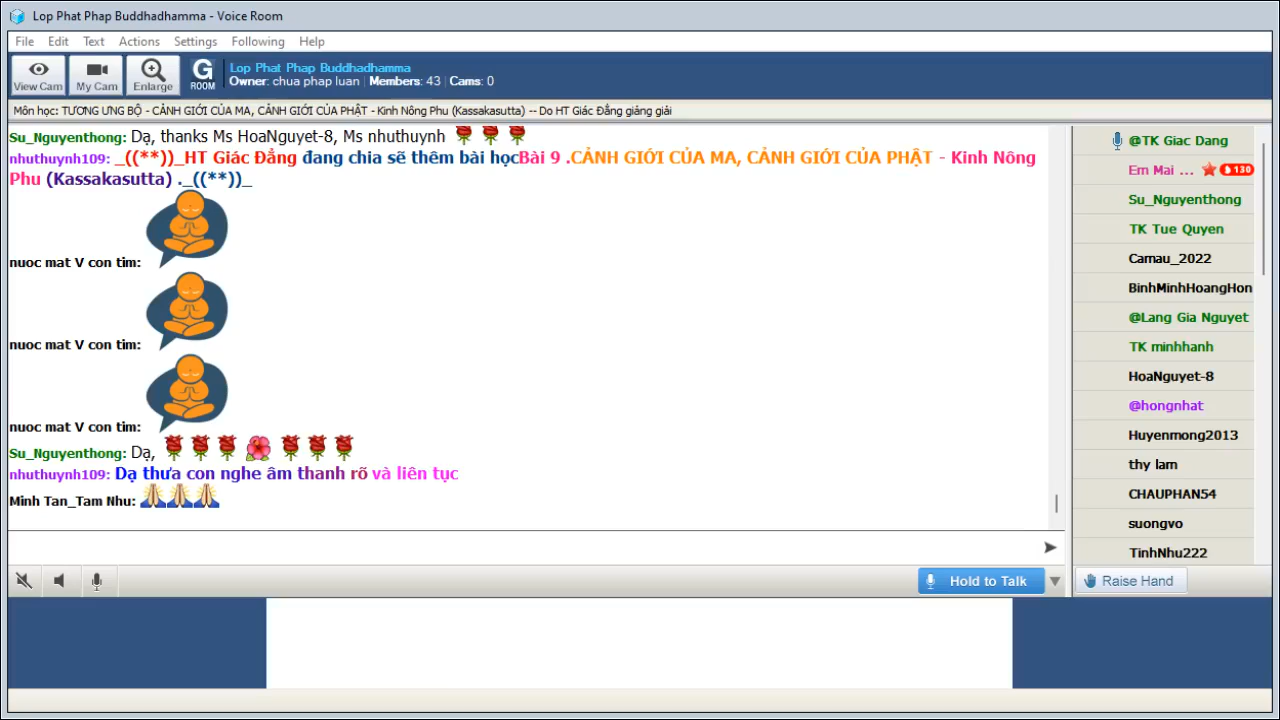 Lop Phat Phap Buddhadhamma - Voice Room
File Edit Text Actions Settings Following Help
View Cam My Cam Enlarge G ROOM
Lop Phat Phap Buddhadhamma
Owner: chua phap luan | Members: 43 | Cams: 0
Môn học: TƯƠNG ƯNG BỘ - CẢNH GIỚI CỦA MA, CẢNH GIỚI CỦA PHẬT - Kinh Nông Phu (Kassakasutta) -- Do HT Giác Đẳng giảng giải
Su_Nguyenthong: Dạ, thanks Ms HoaNguyet-8, Ms nhuthuynh
nhuthuynh109: _((**))_HT Giác Đẳng đang chia sẽ thêm bài họcBài 9 .CẢNH GIỚI CỦA MA, CẢNH GIỚI CỦA PHẬT - Kinh Nông
Phu (Kassakasutta) ._((**))_
nuoc mat V con tim:
nuoc mat V con tim:
nuoc mat V con tim:
Su_Nguyenthong: Dạ,
nhuthuynh109: Dạ thưa con nghe âm thanh rõ và liên tục
Minh Tan_Tam Nhu:
@TK Giac Dang
Em Mai ... 130
Su_Nguyenthong
TK Tue Quyen
Camau_2022
BinhMinhHoangHon
@Lang Gia Nguyet
TK minhhanh
HoaNguyet-8
@hongnhat
Huyenmong2013
thy lam
CHAUPHAN54
suongvo
TinhNhu222
Hold to Talk
Raise Hand